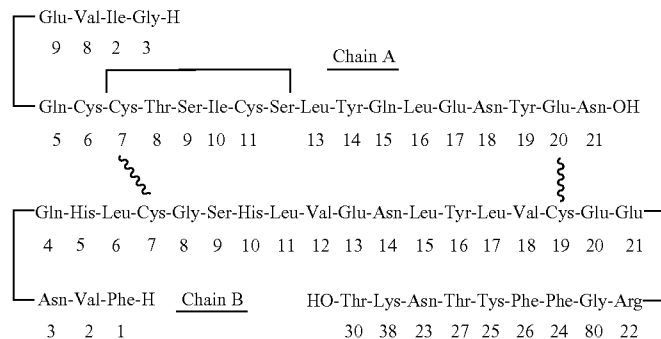 Glu-Val-Ile-Gly-H
9 8 2 3
Chain A
Gln-Cys-Cys-Thr-Ser-Ile-Cys-Ser-Leu-Tyr-Gln-Leu-Glu-Asn-Tyr-Glu-Asn-OH
5 6 7 8 9 10 11 13 14 15 16 17 18 19 20 21
Gln-His-Leu-Cys-Gly-Ser-His-Leu-Val-Glu-Asn-Leu-Tyr-Leu-Val-Cys-Glu-Glu
4 5 6 7 8 9 10 11 12 13 14 15 16 17 18 19 20 21
Asn-Val-Phe-H Chain B HO-Thr-Lys-Asn-Thr-Tys-Phe-Phe-Gly-Arg
3 2 1 30 38 23 27 25 26 24 80 22